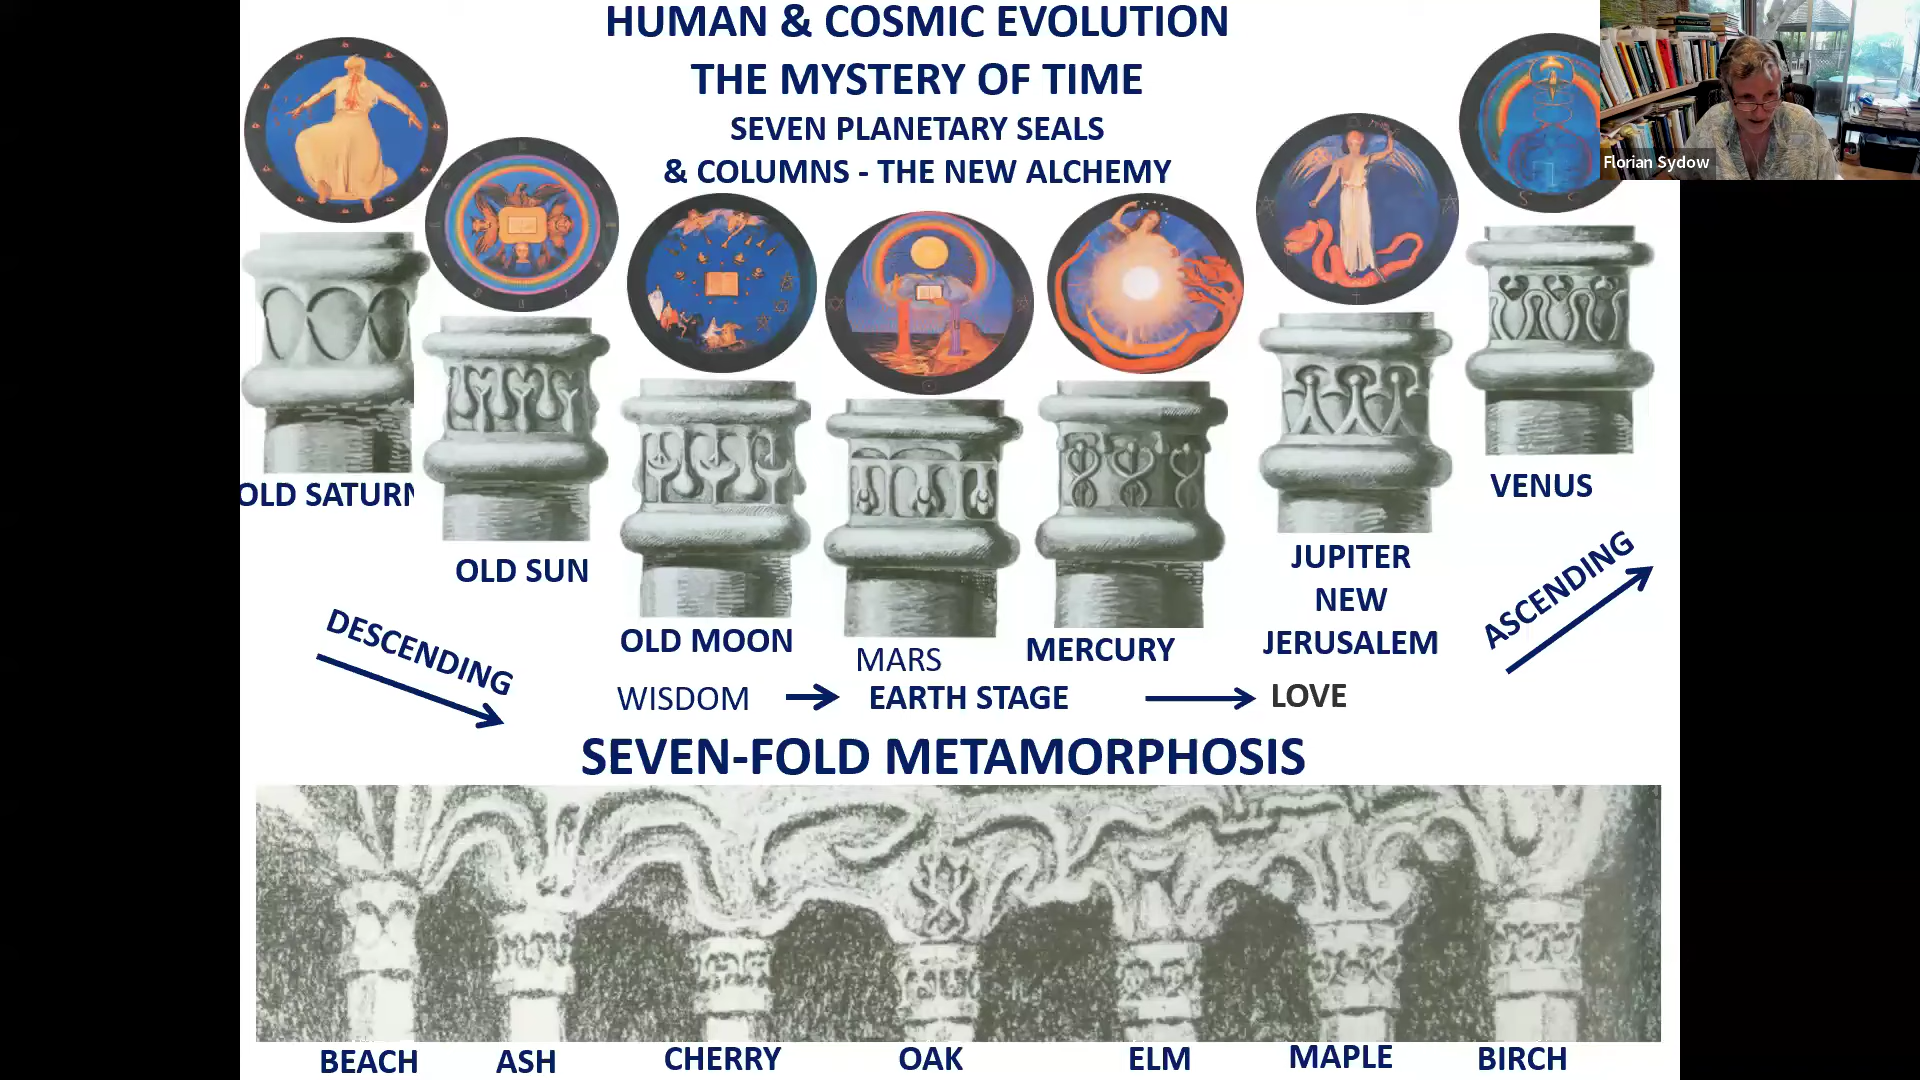 HUMAN & COSMIC EVOLUTION
THE MYSTERY OF TIME
SEVEN PLANETARY SEALS
& COLUMNS - THE NEW ALCHEMY
Florian Sydow
OLD SATURN
OLD SUN
OLD MOON
MARS
MERCURY
JUPITER
NEW
JERUSALEM
VENUS
DESCENDING
ASCENDING
WISDOM
EARTH STAGE
LOVE
SEVEN-FOLD METAMORPHOSIS
BEACH
ASH
CHERRY
OAK
ELM
MAPLE
BIRCH